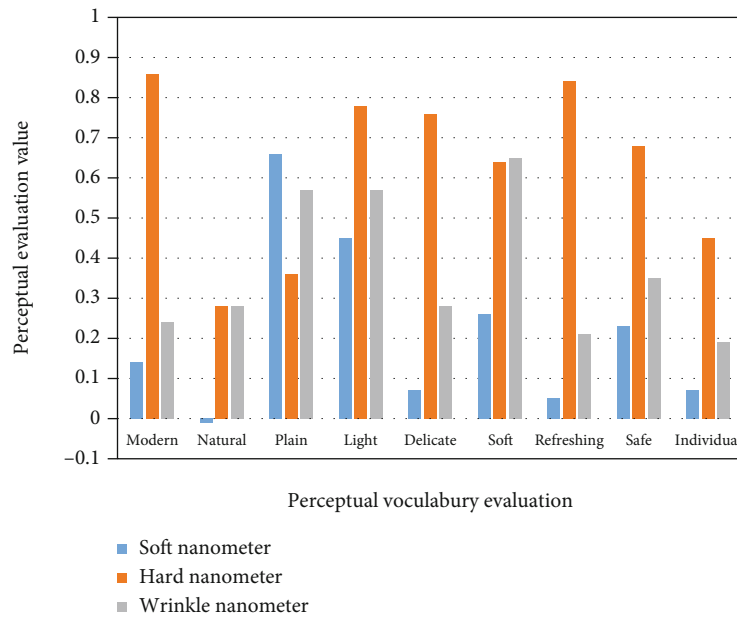 1
0.9
0.8
0.7
0.6
0.5
0.4
0.3
0.2
0.1
0
–0.1
Perceptual evaluation value
Modern Natural Plain Light Delicate Soft Refreshing Safe Individua
Perceptual voculabury evaluation
Soft nanometer
Hard nanometer
Wrinkle nanometer